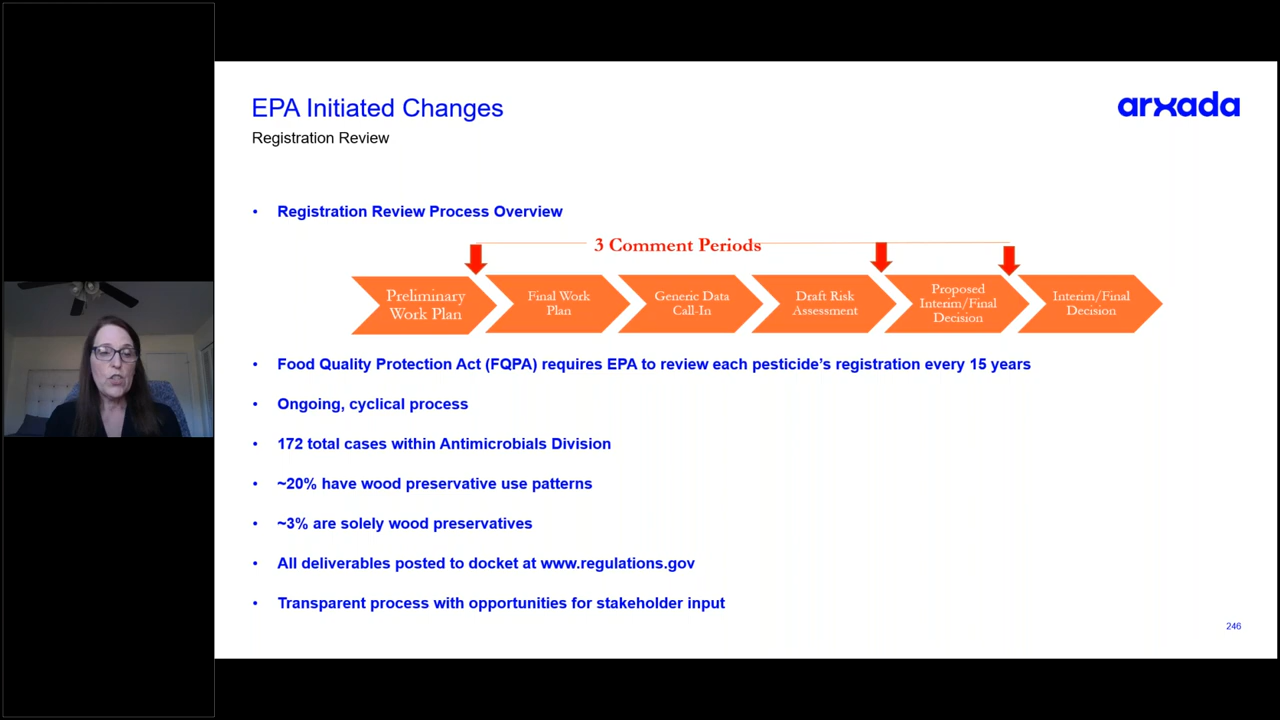 EPA Initiated Changes
arxada
Registration Review
• Registration Review Process Overview
3 Comment Periods
Preliminary
Work Plan
Final Work
Plan
Generic Data
Call-In
Draft Risk
Assessment
Proposed
Interim/Final
Decision
Interim/Final
Decision
• Food Quality Protection Act (FQPA) requires EPA to review each pesticide's registration every 15 years
• Ongoing, cyclical process
• 172 total cases within Antimicrobials Division
• ~20% have wood preservative use patterns
• ~3% are solely wood preservatives
• All deliverables posted to docket at www.regulations.gov
• Transparent process with opportunities for stakeholder input
246